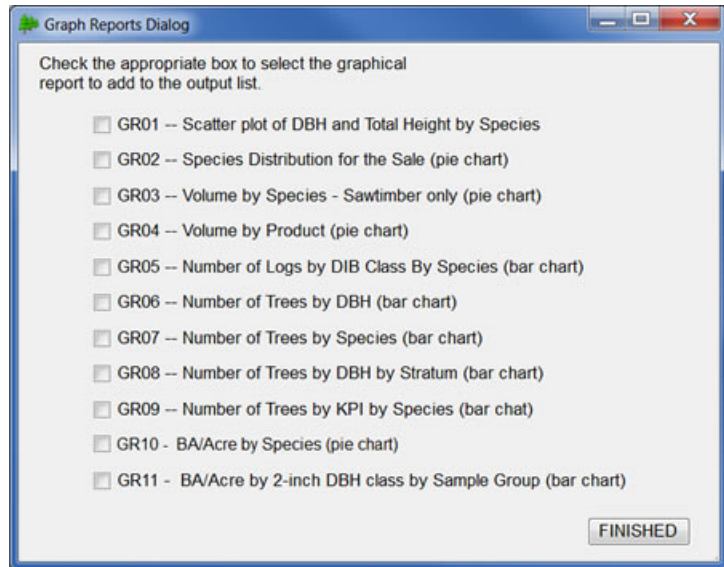 Graph Reports Dialog
Check the appropriate box to select the graphical
report to add to the output list.
GR01 -- Scatter plot of DBH and Total Height by Species
GR02 -- Species Distribution for the Sale (pie chart)
GR03 -- Volume by Species - Sawtimber only (pie chart)
GR04 -- Volume by Product (pie chart)
GR05 -- Number of Logs by DIB Class By Species (bar chart)
GR06 -- Number of Trees by DBH (bar chart)
GR07 -- Number of Trees by Species (bar chart)
GR08 -- Number of Trees by DBH by Stratum (bar chart)
GR09 -- Number of Trees by KPI by Species (bar chat)
GR10 - BA/Acre by Species (pie chart)
GR11 - BA/Acre by 2-inch DBH class by Sample Group (bar chart)
FINISHED